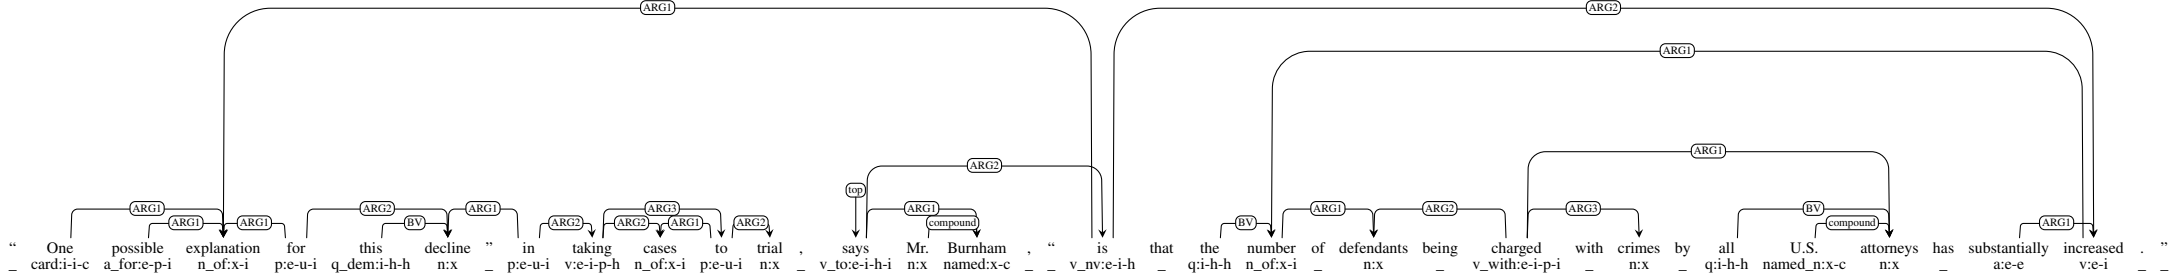 ARG1 ARG2
ARG1
ARG1
ARG2
top
ARG1 ARG2 ARG1 ARG3 ARG1 ARG1 ARG2 ARG3 BV
ARG1 ARG1 BV ARG2 ARG2 ARG1 ARG2 compound BV compound ARG1
“ One possible explanation for this decline ” in taking cases to trial , says Mr. Burnham , “ is that the number of defendants being charged with crimes by all U.S. attorneys has substantially increased . ”
_ card:i-i-c a_for:e-p-i n_of:x-i p:e-u-i q_dem:i-h-h n:x _ p:e-u-i v:e-i-p-h n_of:x-i p:e-u-i n:x _ v_to:e-i-h-i n:x named:x-c _ _ v_nv:e-i-h _ q:i-h-h n_of:x-i _ n:x _ v_with:e-i-p-i _ n:x _ q:i-h-h named_n:x-c n:x _ a:e-e v:e-i _ _